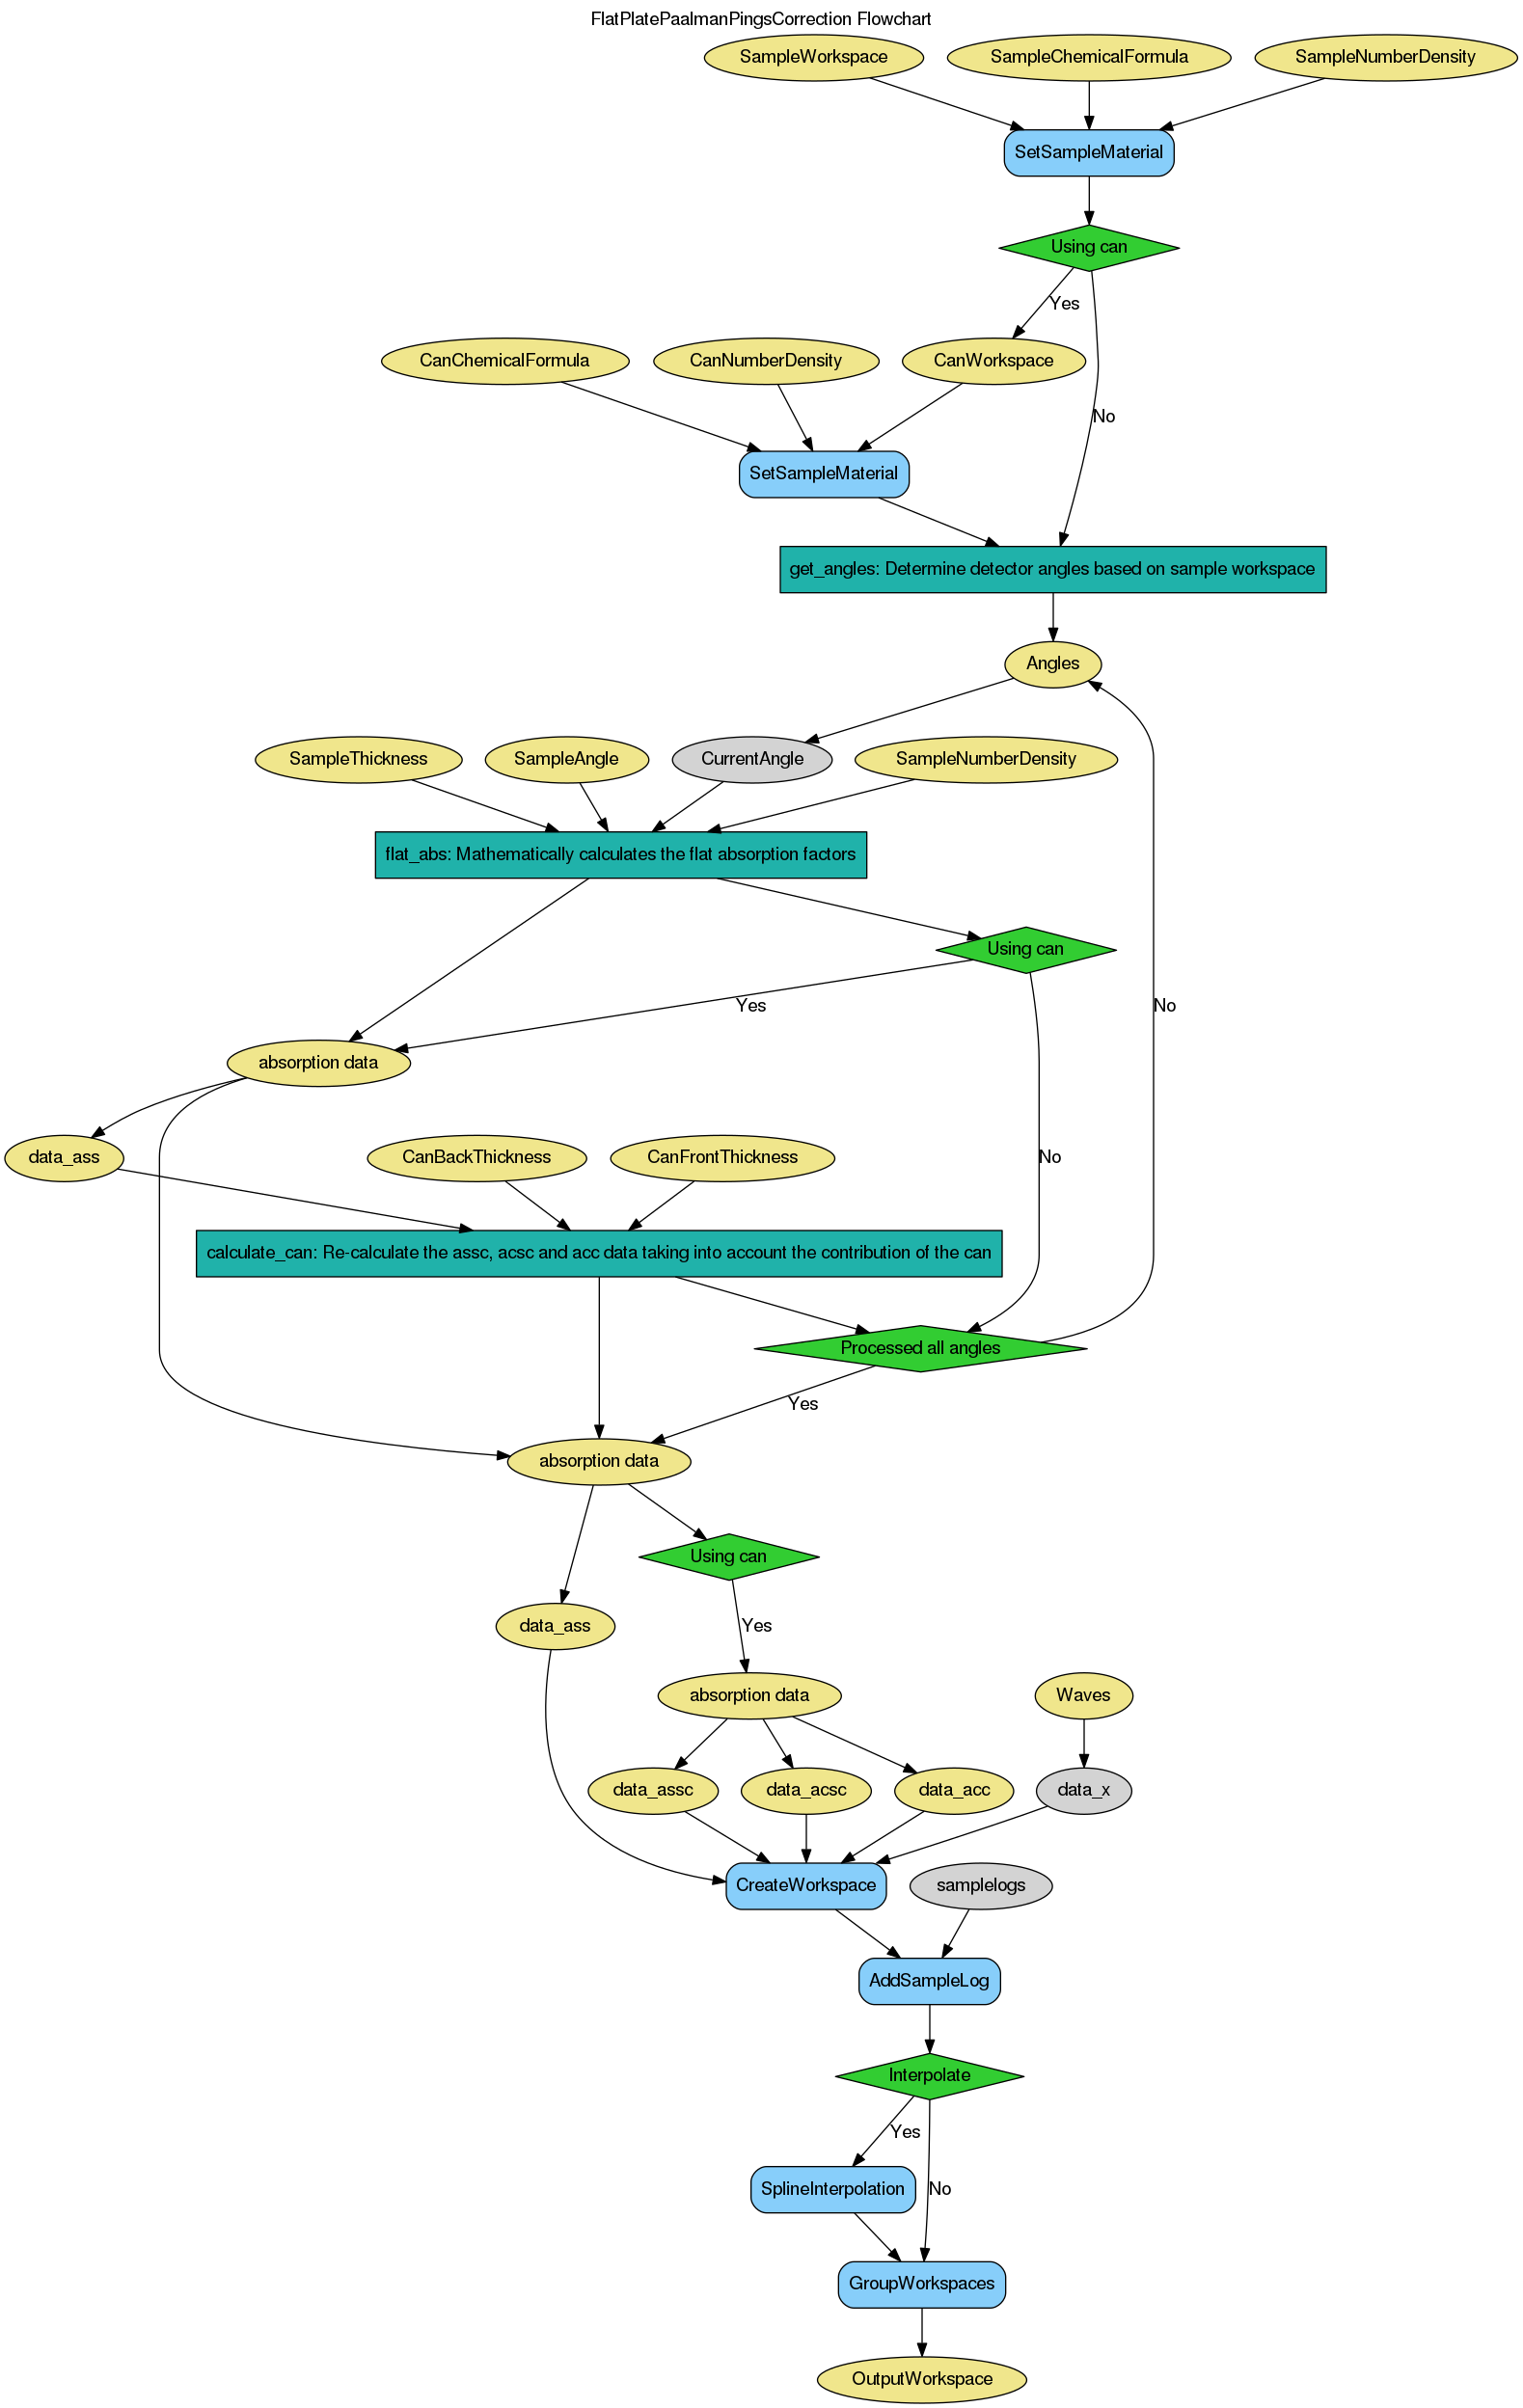 FlatPlatePaalmanPingsCorrection Flowchart
SampleWorkspace
SampleChemicalFormula
SampleNumberDensity
SetSampleMaterial
Using can
Yes
CanChemicalFormula
CanNumberDensity
CanWorkspace
No
SetSampleMaterial
get_angles: Determine detector angles based on sample workspace
Angles
SampleThickness
SampleAngle
CurrentAngle
SampleNumberDensity
flat_abs: Mathematically calculates the flat absorption factors
Using can
Yes
No
absorption data
data_ass
CanBackThickness
CanFrontThickness
No
calculate_can: Re-calculate the assc, acsc and acc data taking into account the contribution of the can
Processed all angles
Yes
absorption data
Using can
data_ass
Yes
absorption data
Waves
data_assc
data_acsc
data_acc
data_x
CreateWorkspace
samplelogs
AddSampleLog
Interpolate
Yes
SplineInterpolation
No
GroupWorkspaces
OutputWorkspace